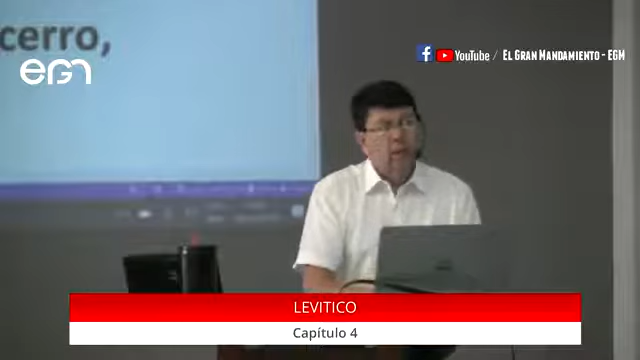 cerro,
EGM
YouTube / EL GRAN MANDAMIENTO - EGM
LEVITICO
Capítulo 4